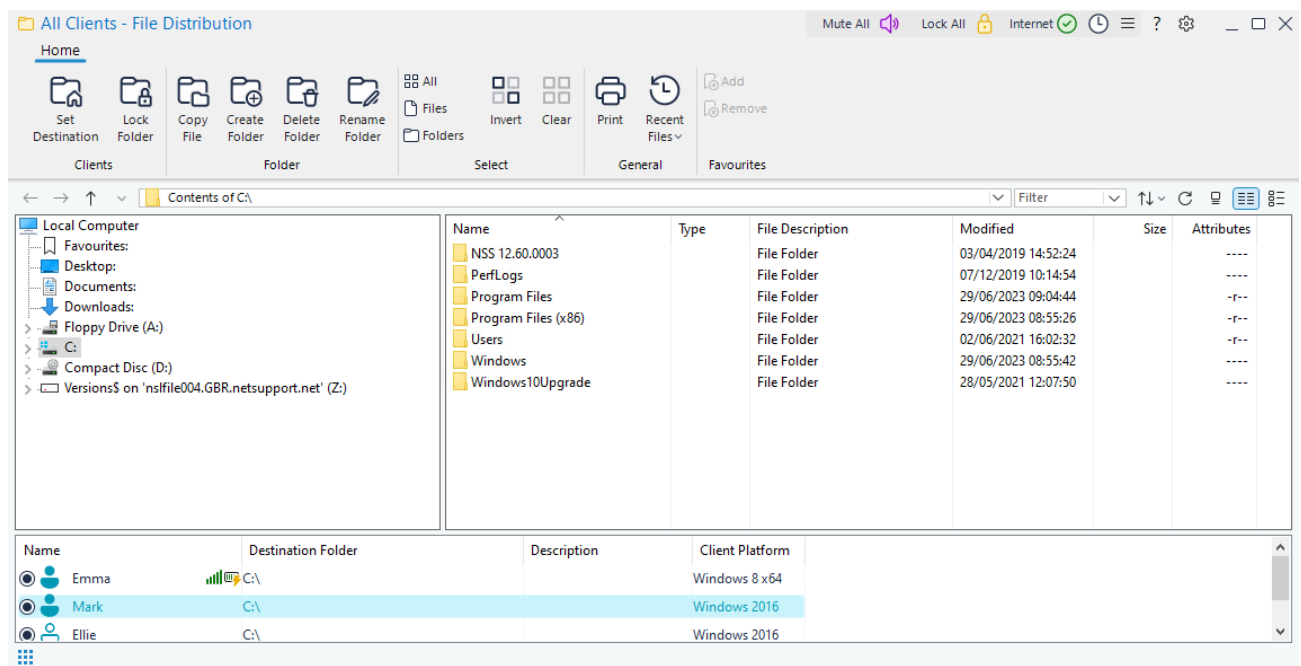 All Clients - File Distribution
Mute All Lock All Internet ?
Home
Set Destination
Lock Folder
Clients
Copy File
Create Folder
Delete Folder
Rename Folder
Folder
All
Files
Folders
Invert
Clear
Select
Print
Recent Files
General
Add
Remove
Favourites
Contents of C:\
Filter
Local Computer
Favourites:
Desktop:
Documents:
Downloads:
Floppy Drive (A:)
C:
Compact Disc (D:)
Versions$ on 'nslfile004.GBR.netsupport.net' (Z:)
Name Type File Description Modified Size Attributes
NSS 12.60.0003 File Folder 03/04/2019 14:52:24 ----
PerfLogs File Folder 07/12/2019 10:14:54 ----
Program Files File Folder 29/06/2023 09:04:44 -r--
Program Files (x86) File Folder 29/06/2023 08:55:26 -r--
Users File Folder 02/06/2021 16:02:32 -r--
Windows File Folder 29/06/2023 08:55:42 ----
Windows10Upgrade File Folder 28/05/2021 12:07:50 ----
Name Destination Folder Description Client Platform
Emma C:\ Windows 8 x64
Mark C:\ Windows 2016
Ellie C:\ Windows 2016